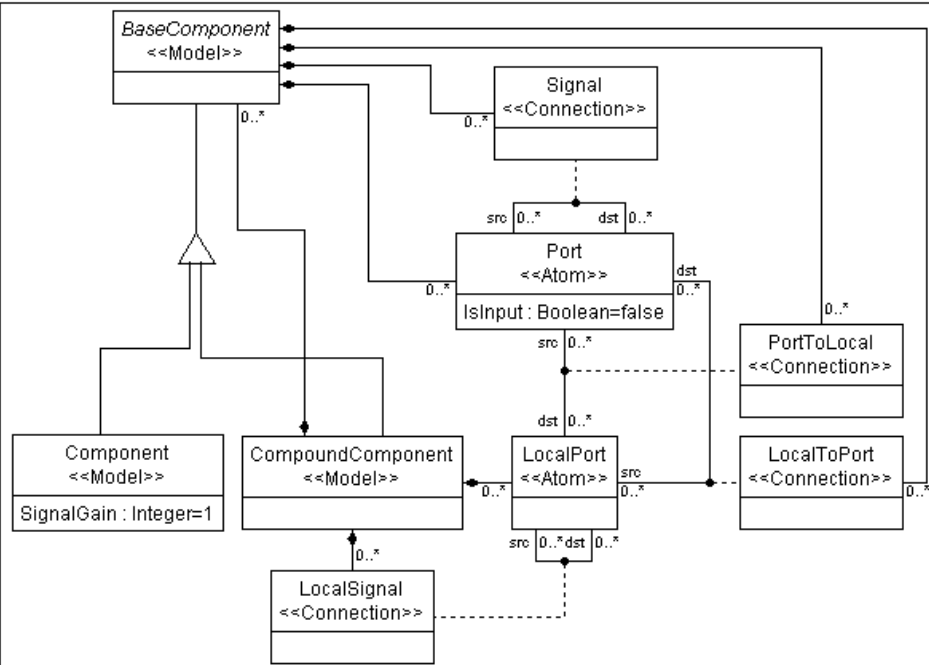 BaseComponent
<<Model>>
0..*
Signal
<<Connection>>
0..*
src 0..* dst 0..*
Port
<<Atom>>
IsInput : Boolean=false
0..*
dst
0..*
src 0..*
0..*
PortToLocal
<<Connection>>
dst 0..*
Component
<<Model>>
SignalGain : Integer=1
CompoundComponent
<<Model>>
0..*
LocalPort
<<Atom>>
src
0..*
LocalToPort
<<Connection>>
0..*
src 0..* dst 0..*
0..*
LocalSignal
<<Connection>>